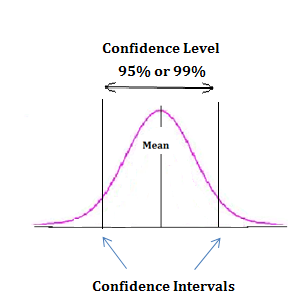 Confidence Level
95% or 99%
Mean
Confidence Intervals